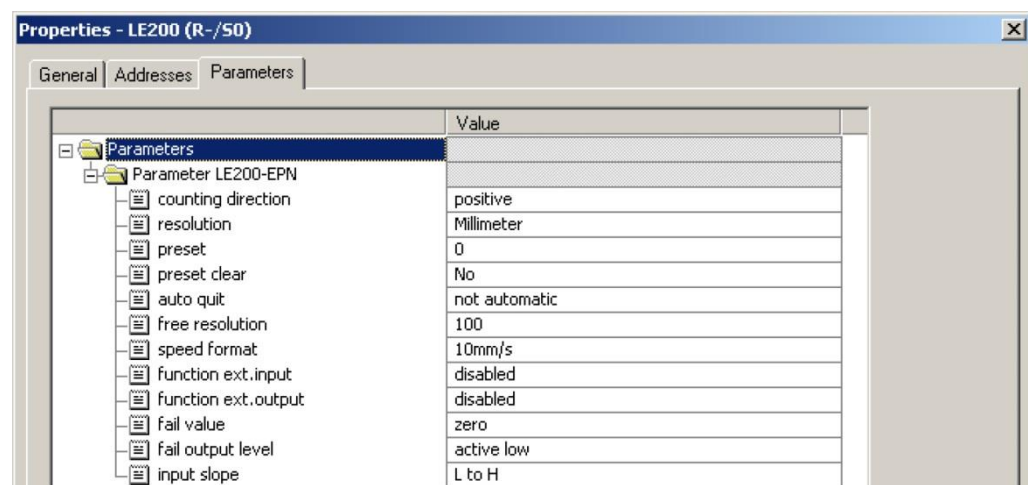 Properties - LE200 (R-/S0)
General Addresses Parameters
Value
Parameters
Parameter LE200-EPN
counting direction positive
resolution Millimeter
preset 0
preset clear No
auto quit not automatic
free resolution 100
speed format 10mm/s
function ext.input disabled
function ext.output disabled
fail value zero
fail output level active low
input slope L to H